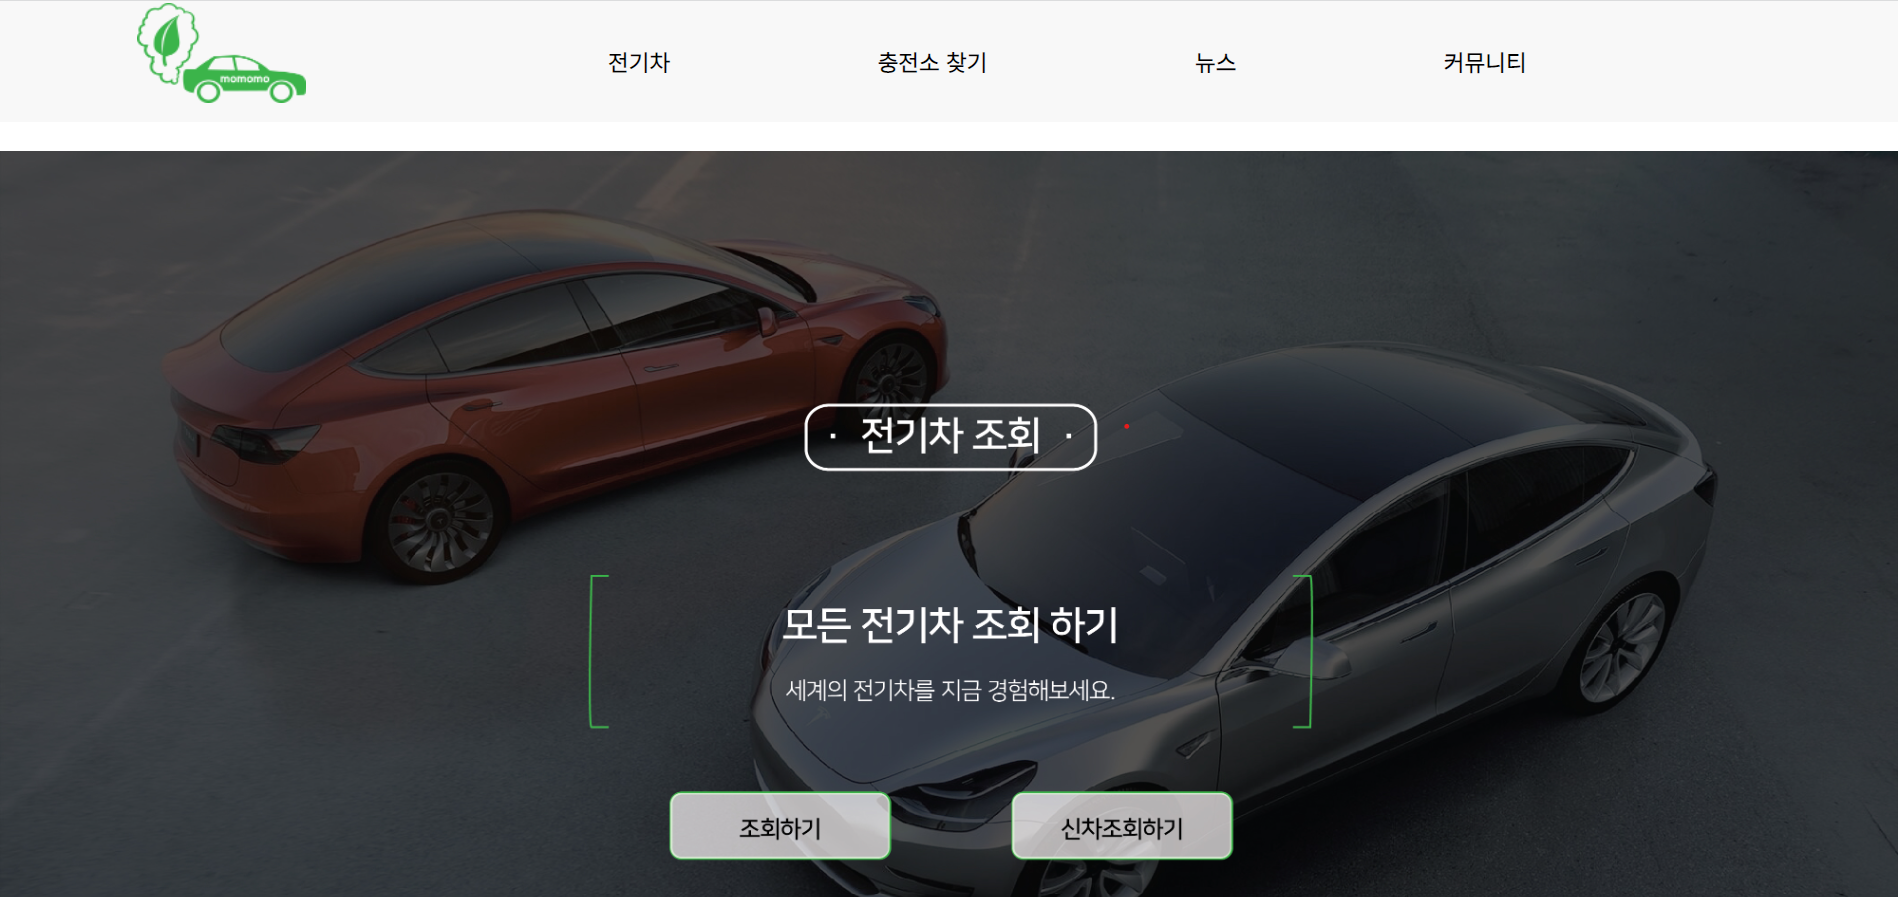 momomo
전기차
충전소 찾기
뉴스
커뮤니티
· 전기차 조회 ·
모든 전기차 조회 하기
세계의 전기차를 지금 경험해보세요.
조회하기
신차조회하기